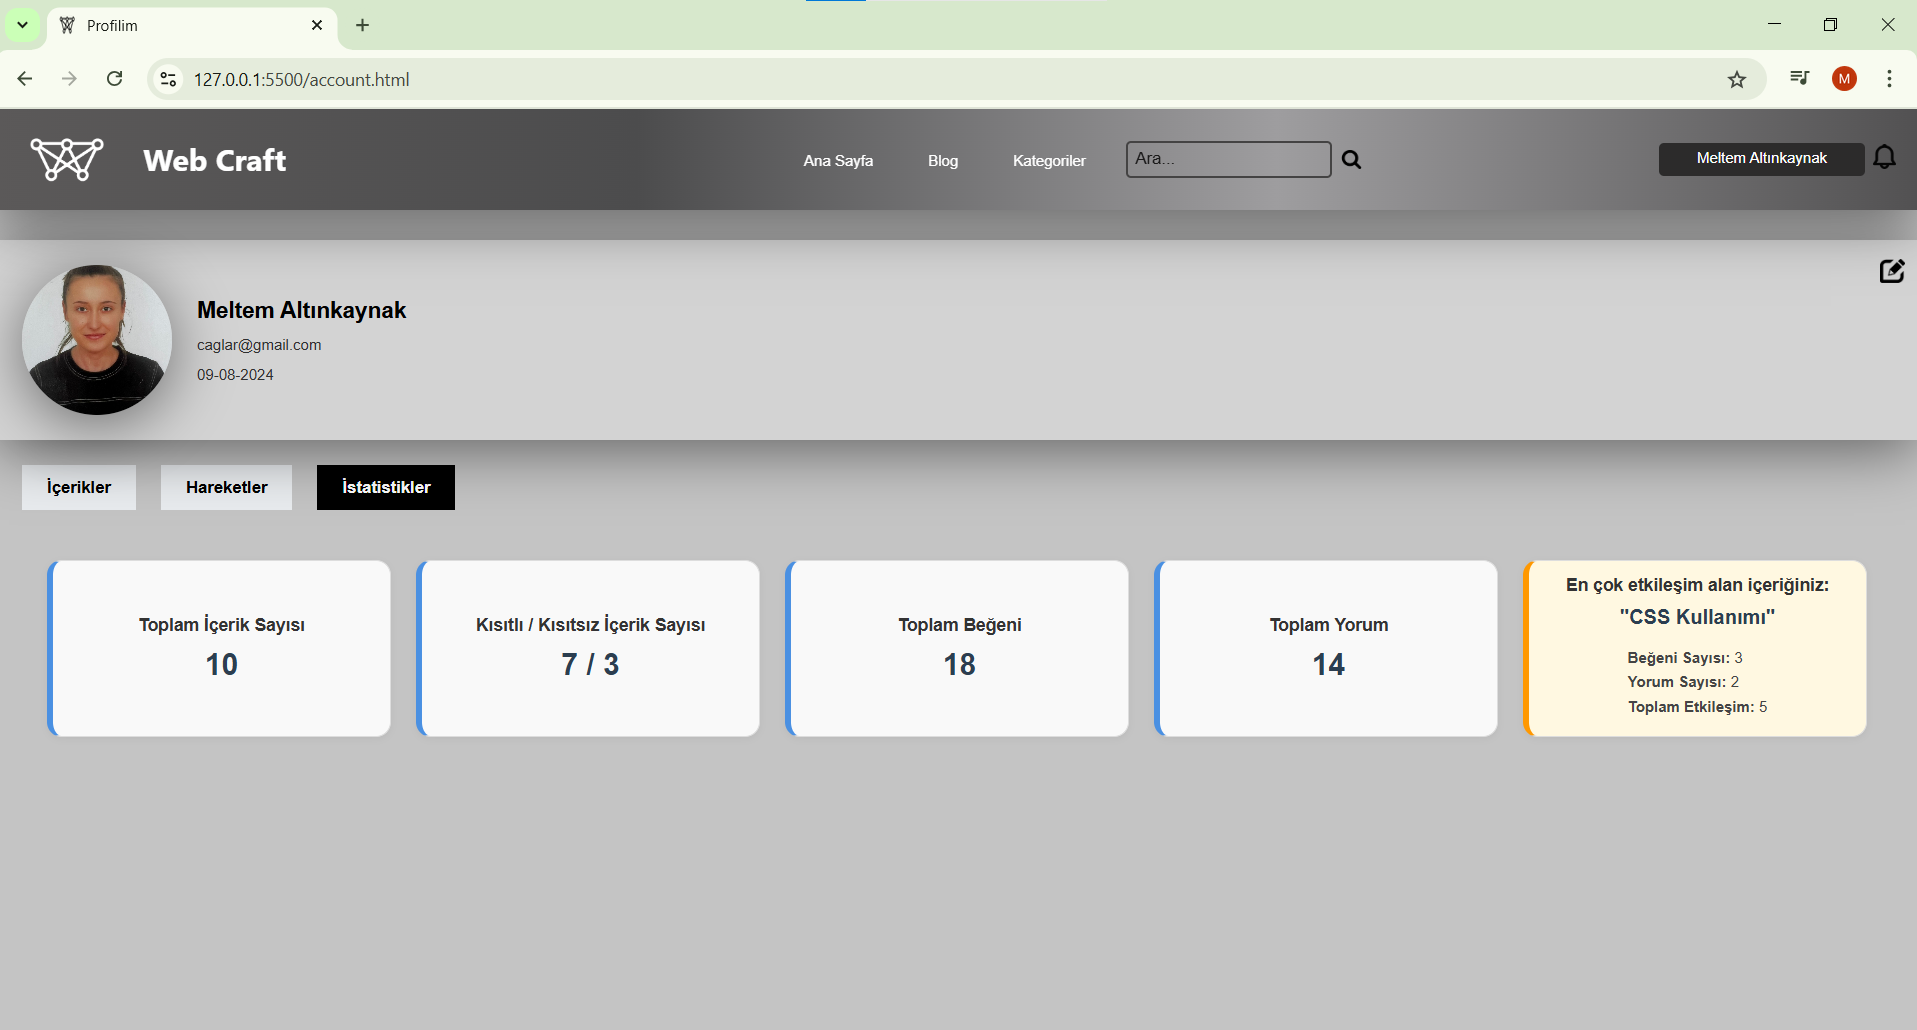 Profilim
127.0.0.1:5500/account.html
M
Web Craft
Ana Sayfa
Blog
Kategoriler
Ara...
Meltem Altınkaynak
Meltem Altınkaynak
caglar@gmail.com
09-08-2024
İçerikler
Hareketler
İstatistikler
Toplam İçerik Sayısı
10
Kısıtlı / Kısıtsız İçerik Sayısı
7 / 3
Toplam Beğeni
18
Toplam Yorum
14
En çok etkileşim alan içeriğiniz:
"CSS Kullanımı"
Beğeni Sayısı: 3
Yorum Sayısı: 2
Toplam Etkileşim: 5